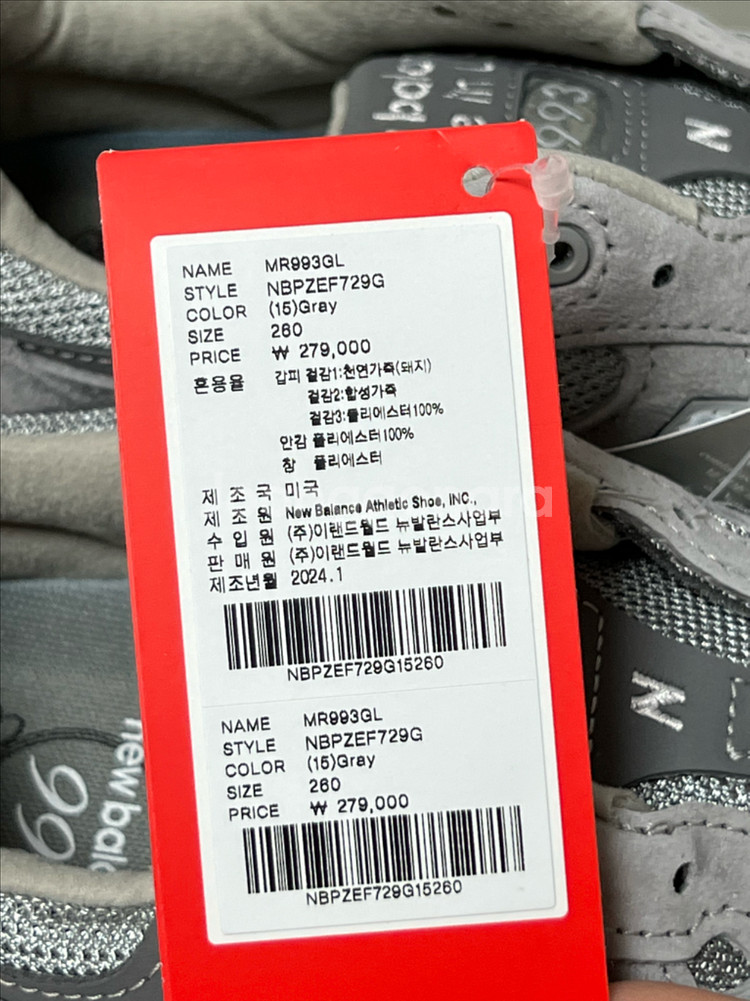 new bal
993
N
NAME MR993GL
STYLE NBPZEF729G
COLOR (15)Gray
SIZE 260
PRICE ₩ 279,000
혼용율 갑피 겉감1:천연가죽(돼지)
겉감2:합성가죽
겉감3:폴리에스터100%
안감 폴리에스터100%
창 폴리에스터
제 조 국 미국
제 조 원 New Balance Athletic Shoe, INC.,
수 입 원 (주)이랜드월드 뉴발란스사업부
판 매 원 (주)이랜드월드 뉴발란스사업부
제조년월 2024.1
NBPZEF729G15260
NAME MR993GL
STYLE NBPZEF729G
COLOR (15)Gray
SIZE 260
PRICE ₩ 279,000
NBPZEF729G15260
N
99
new balo